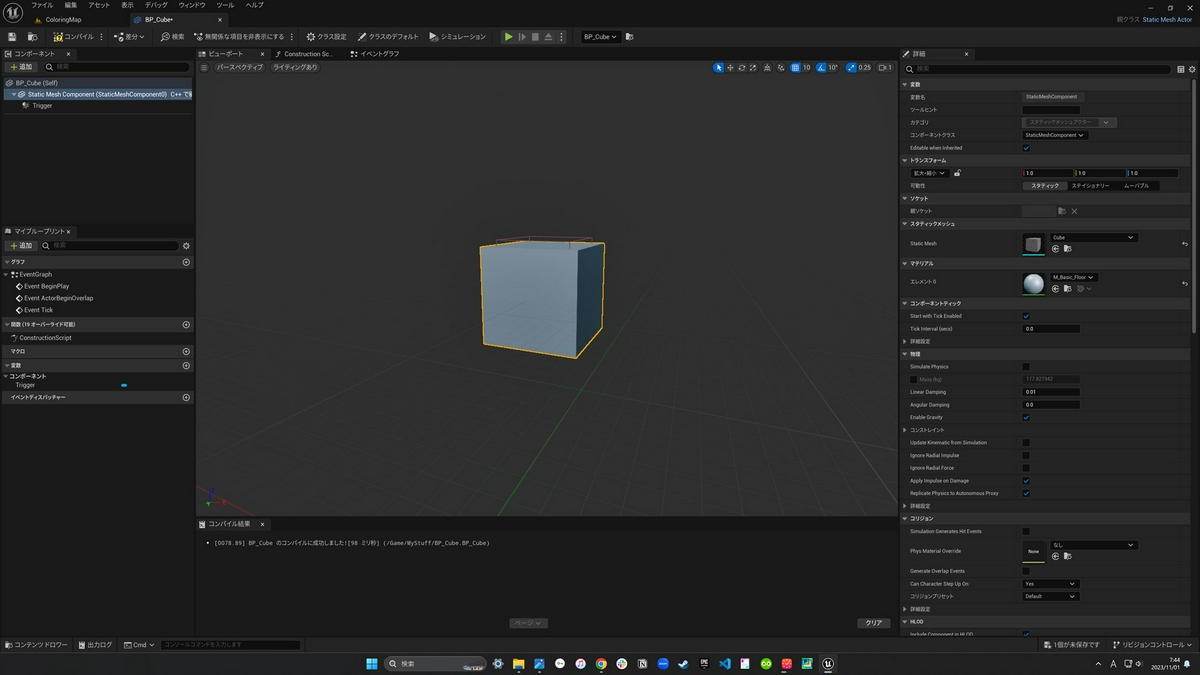 ファイル 編集 アセット 表示 デバッグ ウィンドウ ツール ヘルプ
ColoringMap
BP_Cube*
親クラス Static Mesh Actor
コンパイル
差分
検索
無関係な項目を非表示にする
クラス設定
クラスのデフォルト
シミュレーション
BP_Cube
コンポーネント
追加
検索
BP_Cube (Self)
Static Mesh Component (StaticMeshComponent0)
Trigger
マイブループリント
追加
検索
グラフ
EventGraph
Event BeginPlay
Event ActorBeginOverlap
Event Tick
関数 (19 オーバーライド可能)
ConstructionScript
マクロ
変数
コンポーネント
Trigger
イベントディスパッチャー
ビューポート
Construction Sc...
イベントグラフ
パースペクティブ
ライティングあり
10
10°
0.25
1
コンパイル結果
[0078.89] BP_Cube のコンパイルに成功しました![98 ミリ秒] (/Game/MyStuff/BP_Cube.BP_Cube)
ページ
クリア
詳細
検索
変数
変数名 StaticMeshComponent
ツールヒント
カテゴリ スタティックメッシュアクター
コンポーネントクラス StaticMeshComponent
Editable when Inherited
トランスフォーム
拡大・縮小 1.0 1.0 1.0
可動性 スタティック ステイショナリー ムーバブル
ソケット
親ソケット
スタティックメッシュ
Static Mesh Cube
マテリアル
エレメント 0 M_Basic_Floor
コンポーネントティック
Start with Tick Enabled
Tick Interval (secs) 0.0
詳細設定
物理
Simulate Physics
Mass (kg) 177.827942
Linear Damping 0.01
Angular Damping 0.0
Enable Gravity
コンストレイント
Update Kinematic from Simulation
Ignore Radial Impulse
Ignore Radial Force
Apply Impulse on Damage
Replicate Physics to Autonomous Proxy
詳細設定
コリジョン
Simulation Generates Hit Events
Phys Material Override None なし
Generate Overlap Events
Can Character Step Up On Yes
コリジョンプリセット Default
詳細設定
HLOD
Include Component in HLOD
コンテンツ ドロワー
出力ログ
Cmd
コンソールコマンドを入力します
1個が未保存です
リビジョンコントロール
検索
A
7:44
2023/11/01